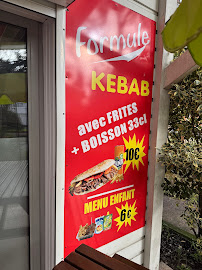 Formule
KEBAB
avec FRITES
+ BOISSON 33cl
10€
MENU ENFANT
6€